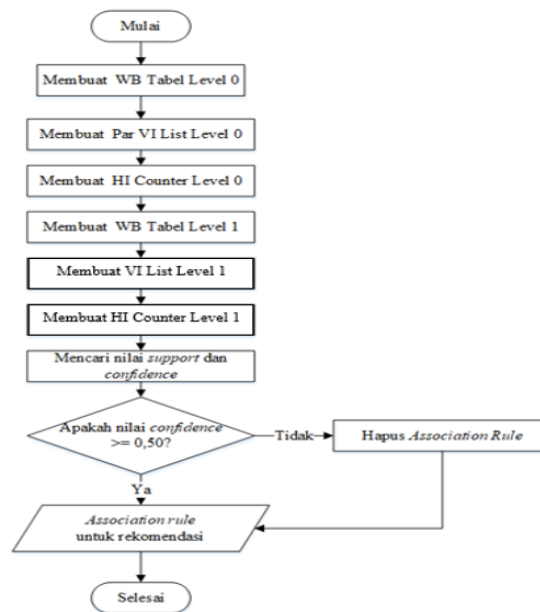 Mulai
Membuat WB Tabel Level 0
Membuat Par VI List Level 0
Membuat HI Counter Level 0
Membuat WB Tabel Level 1
Membuat VI List Level 1
Membuat HI Counter Level 1
Mencari nilai support dan
confidence
Apakah nilai confidence
>= 0,50?
Tidak
Hapus Association Rule
Ya
Association rule
untuk rekomendasi
Selesai